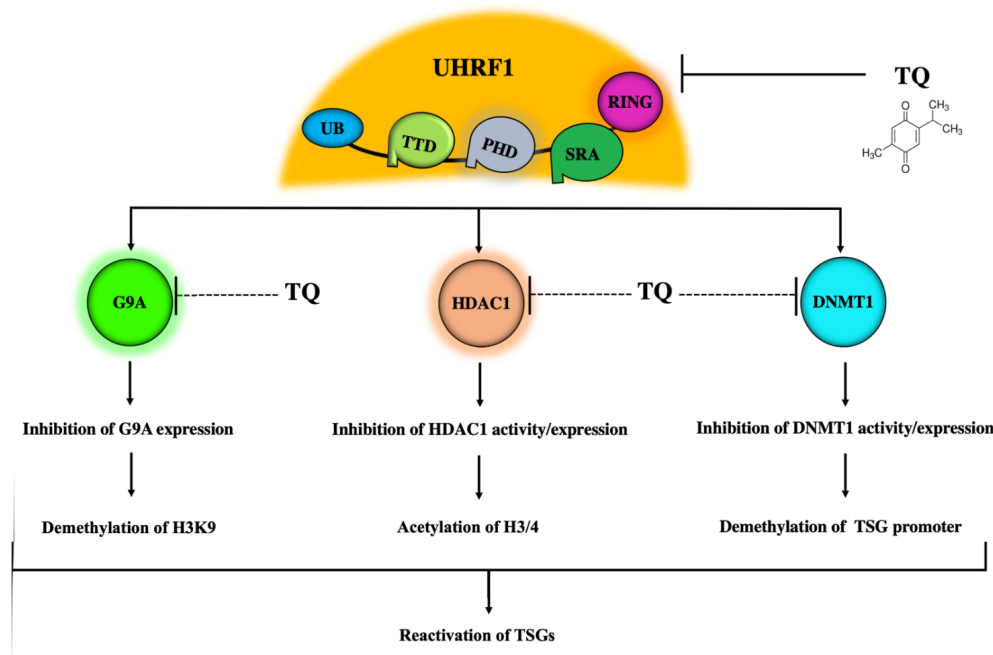 UHRF1
TQ
RING
UB
TTD
PHD
SRA
O
CH₃
CH₃
H₃C
O
G9A
TQ
HDAC1
TQ
DNMT1
Inhibition of G9A expression
Inhibition of HDAC1 activity/expression
Inhibition of DNMT1 activity/expression
Demethylation of H3K9
Acetylation of H3/4
Demethylation of TSG promoter
Reactivation of TSGs